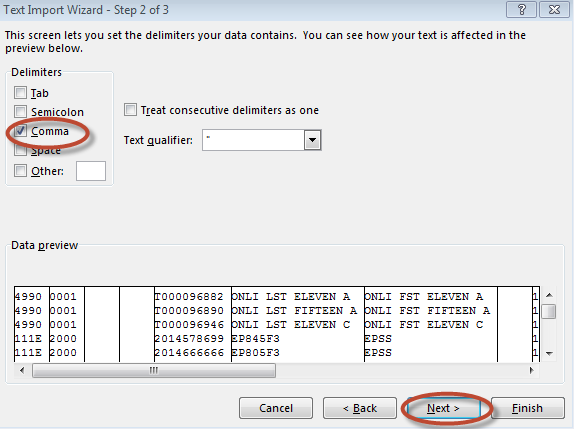 Text Import Wizard - Step 2 of 3
This screen lets you set the delimiters your data contains. You can see how your text is affected in the
preview below.
Delimiters
Tab
Semicolon
Comma
Space
Other:
Treat consecutive delimiters as one
Text qualifier: "
Data preview
4990 0001 T000096882 ONLI LST ELEVEN A ONLI FST ELEVEN A 1
4990 0001 T000096890 ONLI LST FIFTEEN A ONLI FST FIFTEEN A 1
4990 0001 T000096946 ONLI LST ELEVEN C ONLI FST ELEVEN C 1
111E 2000 2014578699 EP845F3 EPSS 1
111E 2000 2014666666 EP805F3 EPSS 1
Cancel < Back Next > Finish